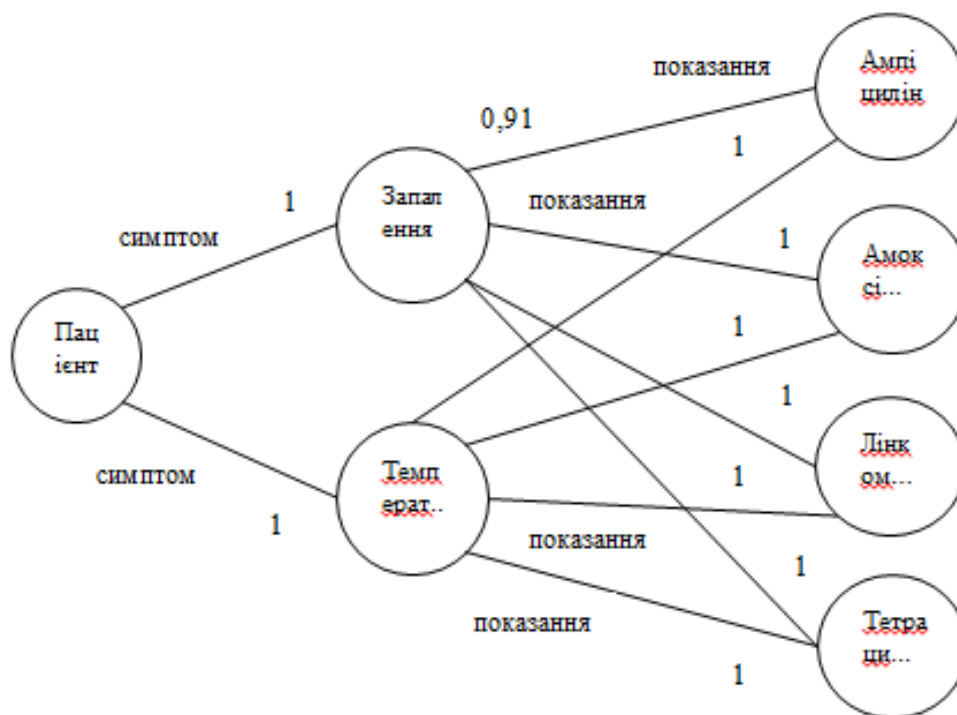 показання
Ампі
цилін
0,91
1
Запал
ення
1
показання
симптом
1
Амок
сі...
Пац
ієнт
1
1
Лінк
ом...
симптом
Темп
ерат..
1
1
показання
1
показання
Тетра
ци...
1